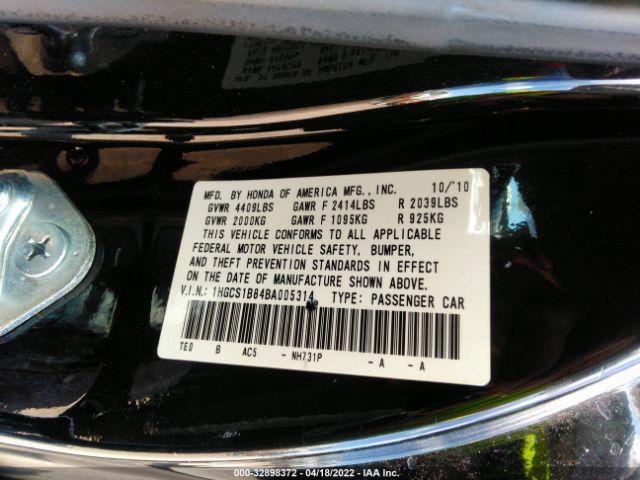 MFD. BY HONDA OF AMERICA MFG., INC. 10/'10
GVWR 4409LBS GAWR F 2414LBS R 2039LBS
GVWR 2000KG GAWR F 1095KG R 925KG
THIS VEHICLE CONFORMS TO ALL APPLICABLE
FEDERAL MOTOR VEHICLE SAFETY, BUMPER,
AND THEFT PREVENTION STANDARDS IN EFFECT
ON THE DATE OF MANUFACTURE SHOWN ABOVE.
V.I.N.: 1HGCS1B84BA005314 TYPE: PASSENGER CAR
TE0 B AC5 - NH731P - A - A
000-32898372 - 04/18/2022 - IAA Inc.